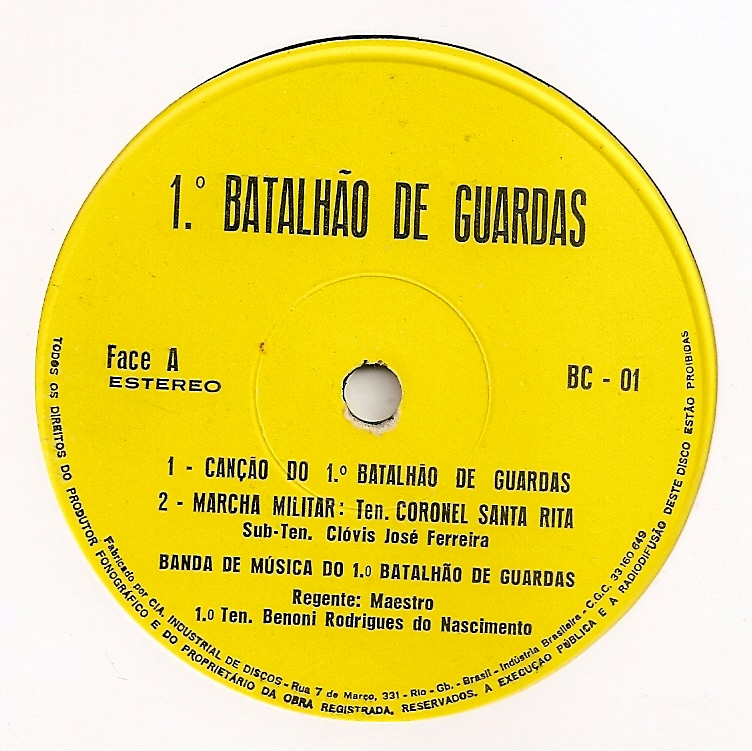 1.º BATALHÃO DE GUARDAS
Face A
ESTEREO
BC - 01
1 - CANÇÃO DO 1.º BATALHÃO DE GUARDAS
2 - MARCHA MILITAR: Ten. CORONEL SANTA RITA
Sub-Ten. Clóvis José Ferreira
BANDA DE MÚSICA DO 1.º BATALHÃO DE GUARDAS
Regente: Maestro
1.º Ten. Benoni Rodrigues do Nascimento
Fabricado por CIA. INDUSTRIAL DE DISCOS - Rua 7 de Março, 331 - Rio - Gb. - Brasil - Indústria Brasileira - C.G.C. 33 160 649
TODOS OS DIREITOS DO PRODUTOR FONOGRÁFICO E DO PROPRIETÁRIO DA OBRA REGISTRADA. RESERVADOS. A EXECUÇÃO PÚBLICA E A RADIODIFUSÃO DESTE DISCO ESTÃO PROIBIDAS